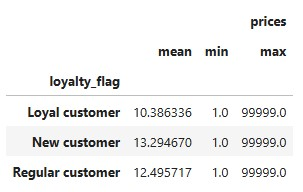 prices
mean min max
loyalty_flag
Loyal customer 10.386336 1.0 99999.0
New customer 13.294670 1.0 99999.0
Regular customer 12.495717 1.0 99999.0